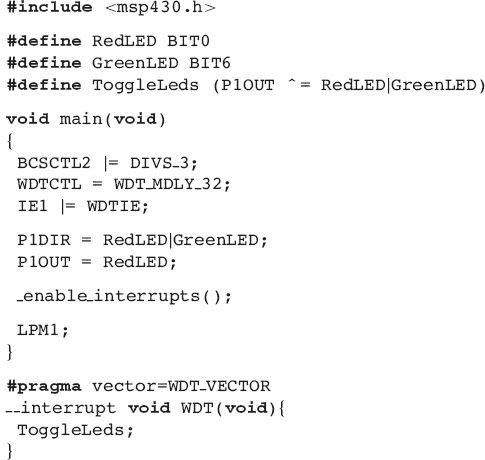 #include <msp430.h>
#define RedLED BIT0
#define GreenLED BIT6
#define ToggleLeds (P1OUT ^= RedLED|GreenLED)
void main(void)
{
BCSCTL2 |= DIVS_3;
WDTCTL = WDT_MDLY_32;
IE1 |= WDTIE;
P1DIR = RedLED|GreenLED;
P1OUT = RedLED;
_enable_interrupts();
LPM1;
}
#pragma vector=WDT_VECTOR
__interrupt void WDT(void){
ToggleLeds;
}